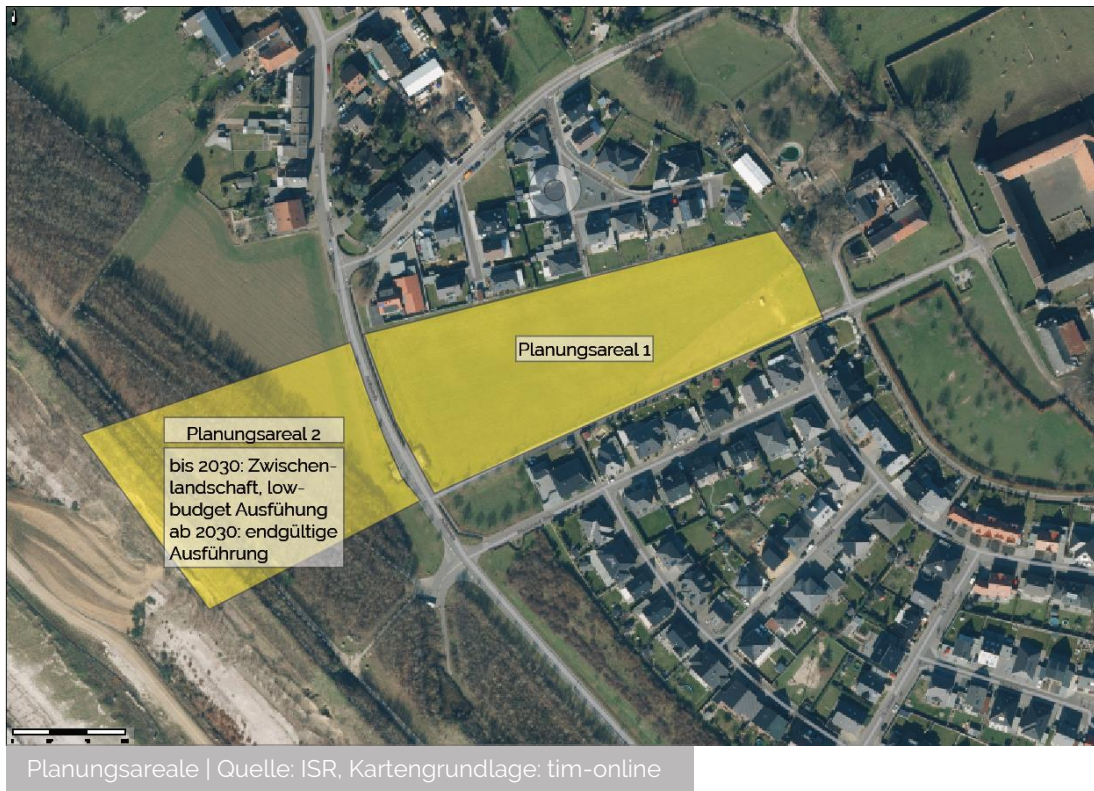 Planungsareal 1
Planungsareal 2
bis 2030: Zwischen-
landschaft, low-
budget Ausfühung
ab 2030: endgültige
Ausführung
Planungsareale | Quelle: ISR, Kartengrundlage: tim-online